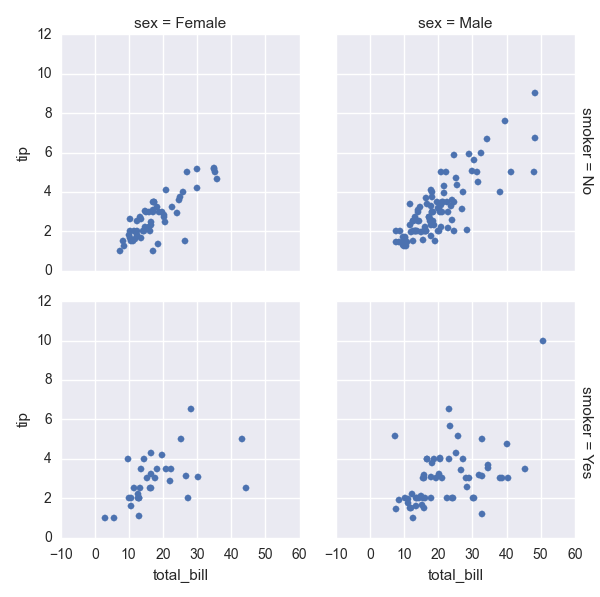 sex = Female
sex = Male
12
10
8
6
4
2
0
tip
smoker = No
12
10
8
6
4
2
0
tip
smoker = Yes
−10 0 10 20 30 40 50 60
−10 0 10 20 30 40 50 60
total_bill
total_bill